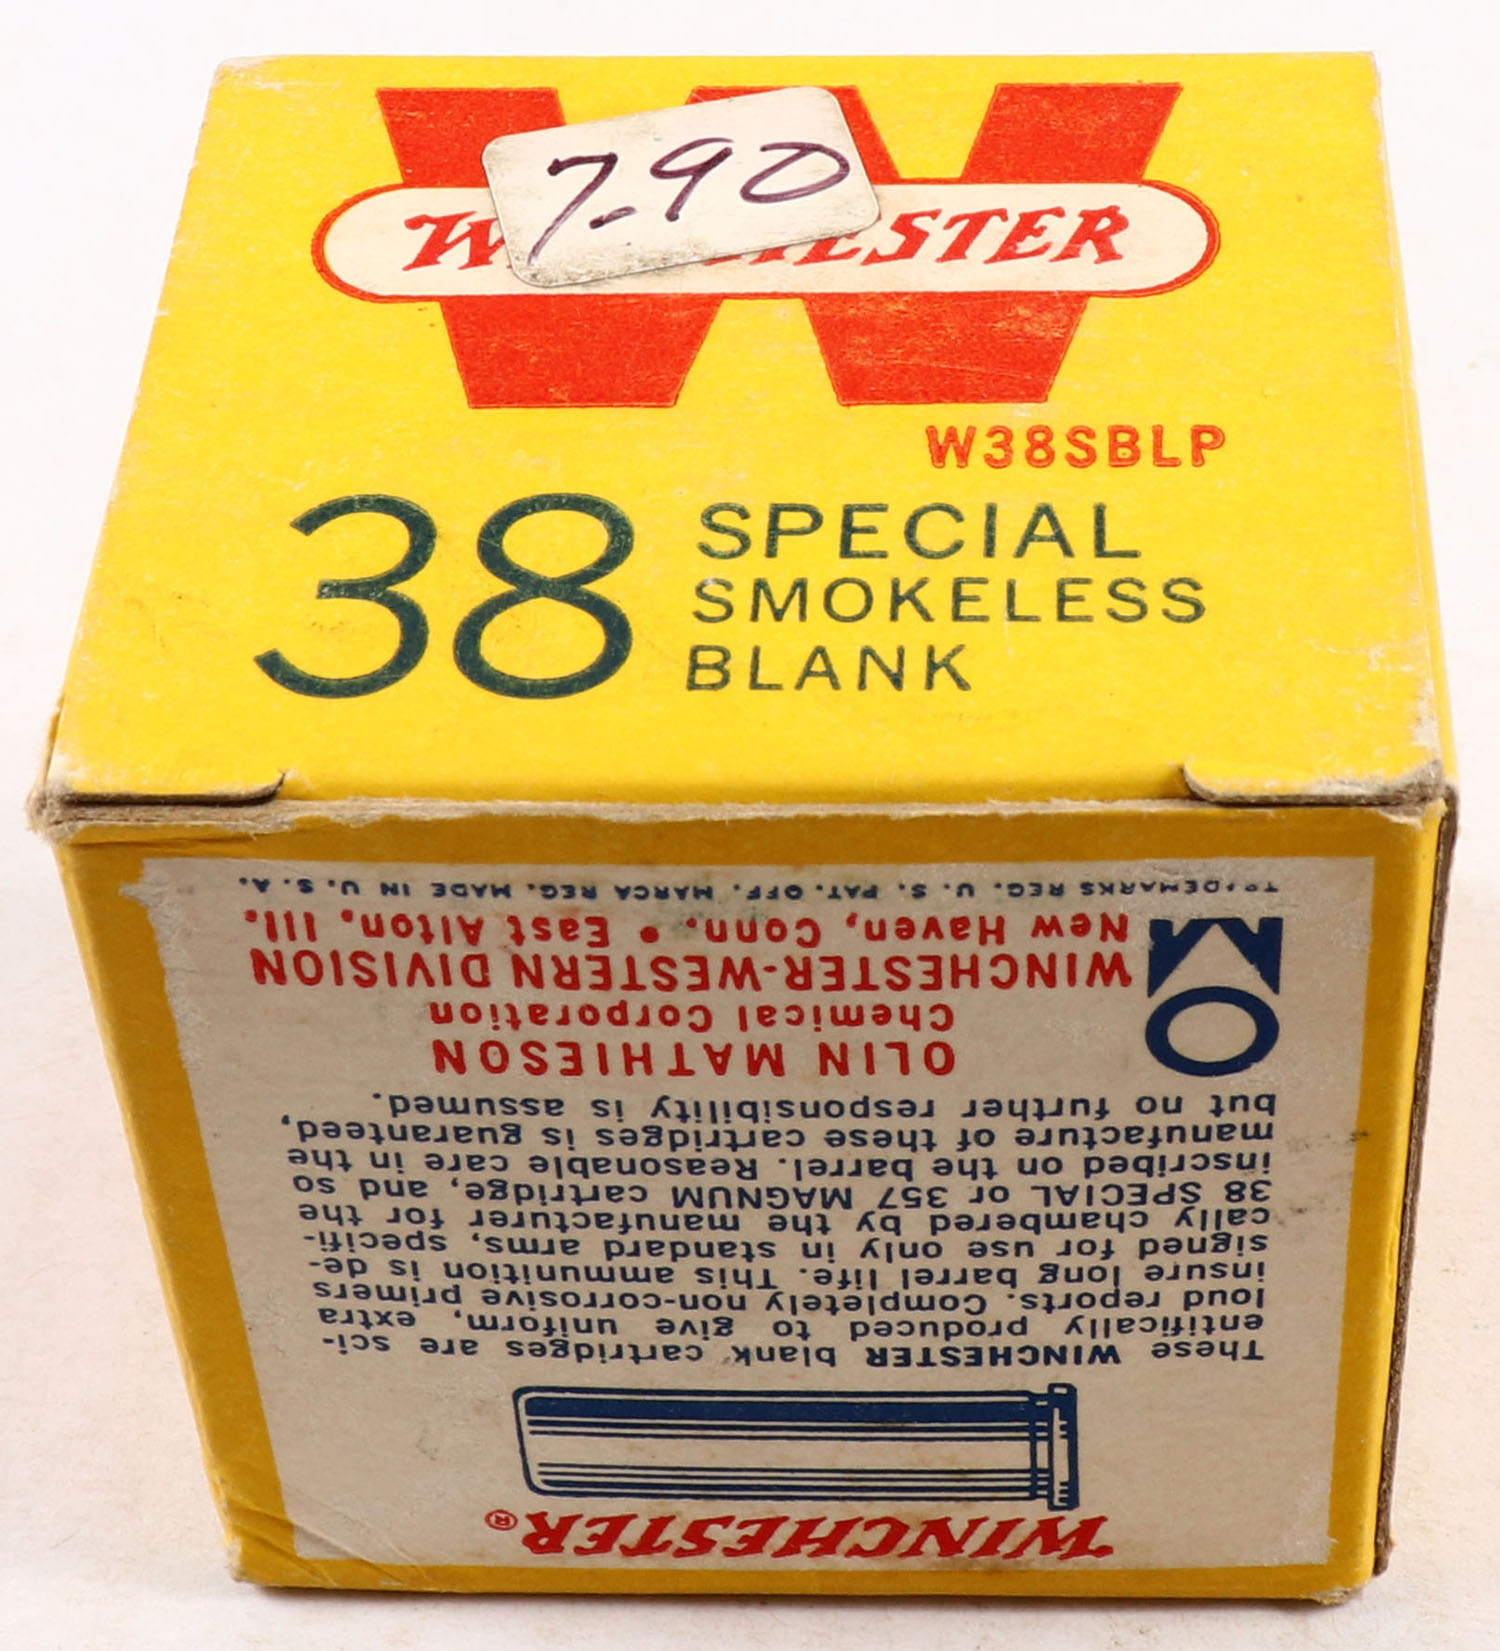 7.90
WINCHESTER
W38SBLP
38 SPECIAL
SMOKELESS
BLANK
WINCHESTER®
These WINCHESTER blank cartridges are sci-
entifically produced to give uniform, extra
loud reports. Completely non-corrosive primers
insure long barrel life. This ammunition is de-
signed for use only in standard arms, specifi-
cally chambered by the manufacturer for the
38 SPECIAL or 357 MAGNUM cartridge, and so
inscribed on the barrel. Reasonable care in the
manufacture of these cartridges is guaranteed,
but no further responsibility is assumed.
OLIN MATHIESON
Chemical Corporation
WINCHESTER-WESTERN DIVISION
New Haven, Conn. • East Alton, Ill.
TRADEMARKS REG. U. S. PAT. OFF. MARCA REG. MADE IN U. S. A.